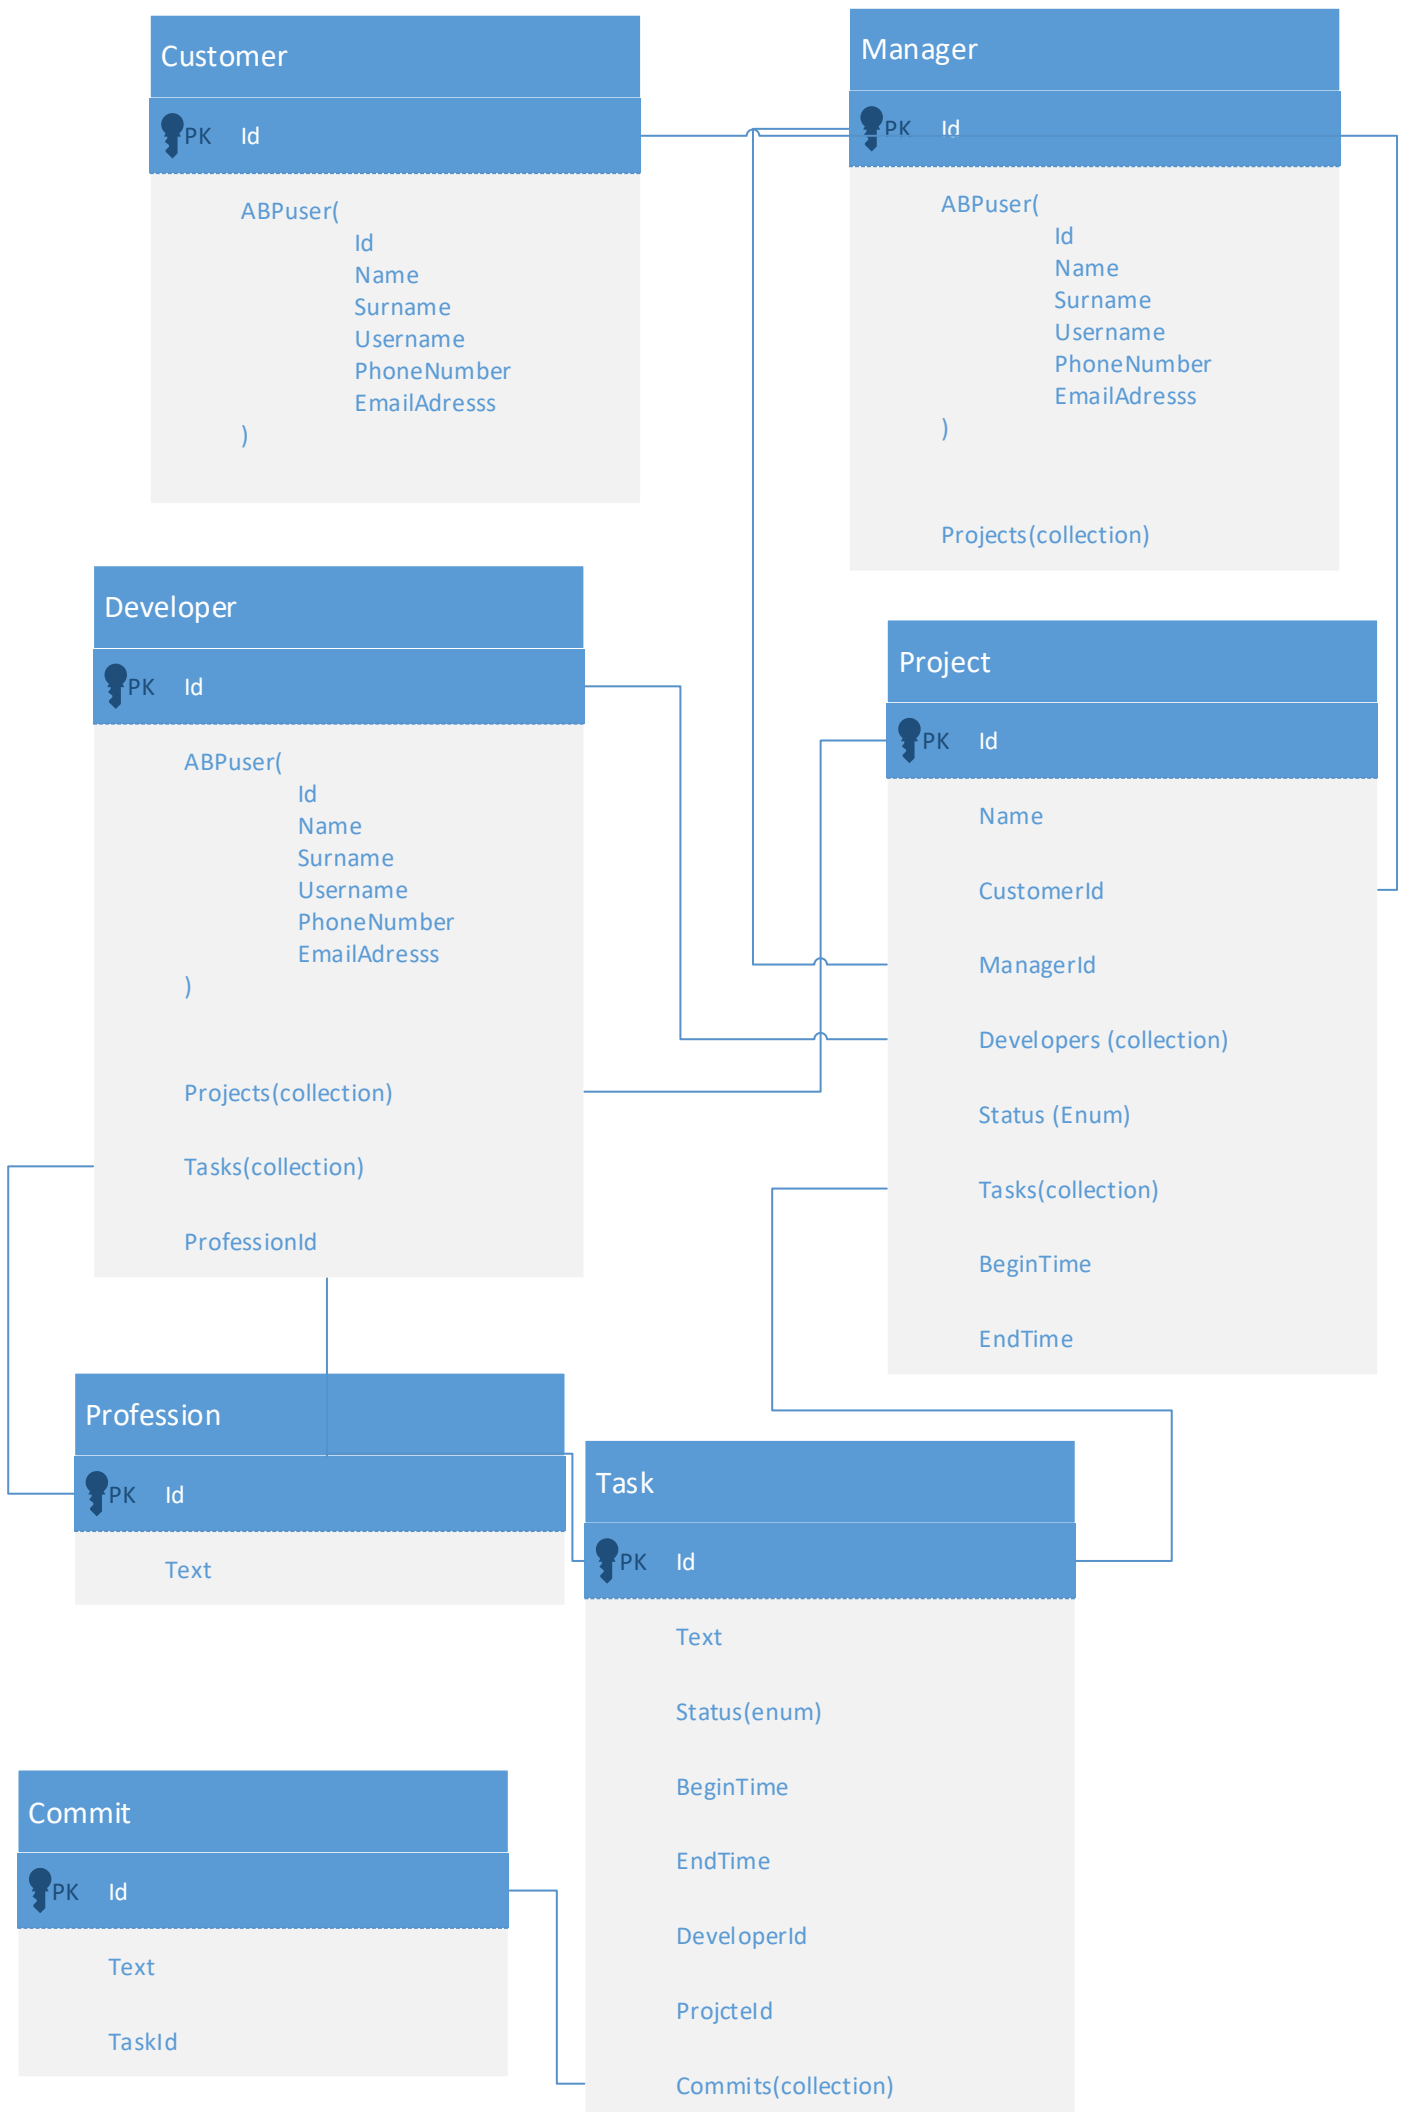 Customer
PK Id
ABPuser(
Id
Name
Surname
Username
PhoneNumber
EmailAdresss
)
Manager
PK Id
ABPuser(
Id
Name
Surname
Username
PhoneNumber
EmailAdresss
)
Projects(collection)
Developer
PK Id
ABPuser(
Id
Name
Surname
Username
PhoneNumber
EmailAdresss
)
Projects(collection)
Tasks(collection)
ProfessionId
Project
PK Id
Name
CustomerId
ManagerId
Developers (collection)
Status (Enum)
Tasks(collection)
BeginTime
EndTime
Profession
PK Id
Text
Task
PK Id
Text
Status(enum)
BeginTime
EndTime
DeveloperId
ProjcteId
Commits(collection)
Commit
PK Id
Text
TaskId